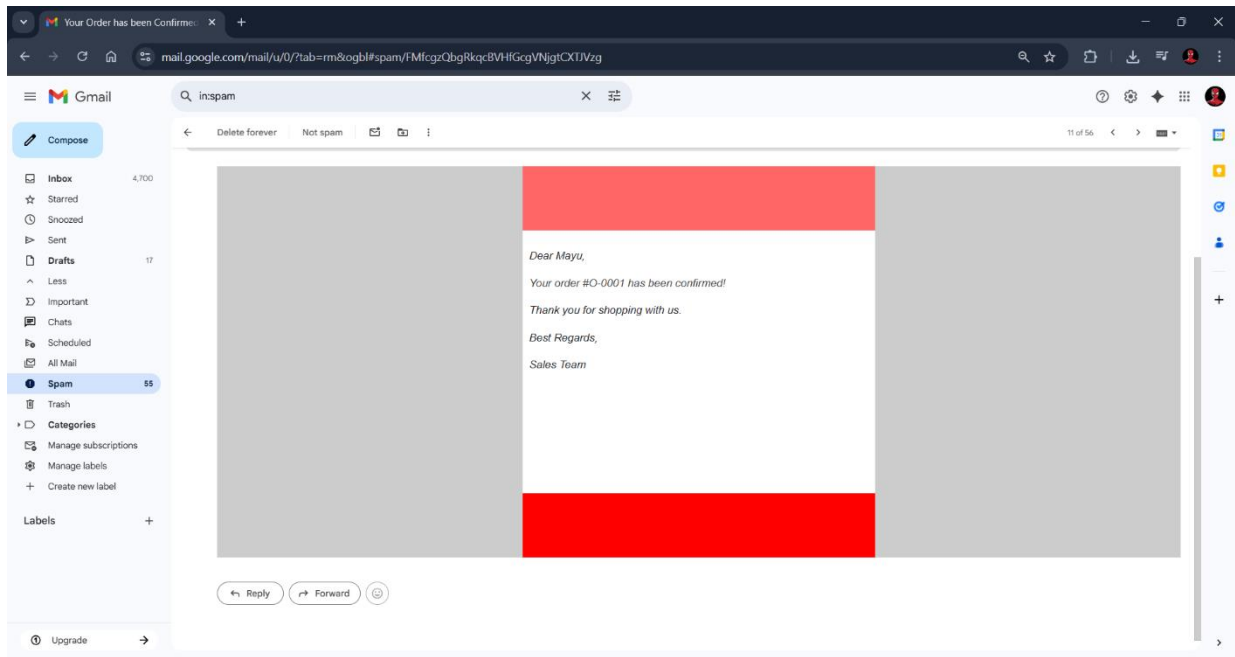 Your Order has been Confirmed
mail.google.com/mail/u/0/?tab=rm&ogbl#spam/FMfcgzQbgRkqcBVHfGcgVNjgtCXTJVzg
Gmail
in:spam
Compose
Delete forever
Not spam
11 of 56
Inbox 4,700
Starred
Snoozed
Sent
Drafts 17
Less
Important
Chats
Scheduled
All Mail
Spam 55
Trash
Categories
Manage subscriptions
Manage labels
Create new label
Labels
Dear Mayu,
Your order #O-0001 has been confirmed!
Thank you for shopping with us.
Best Regards,
Sales Team
Reply
Forward
Upgrade